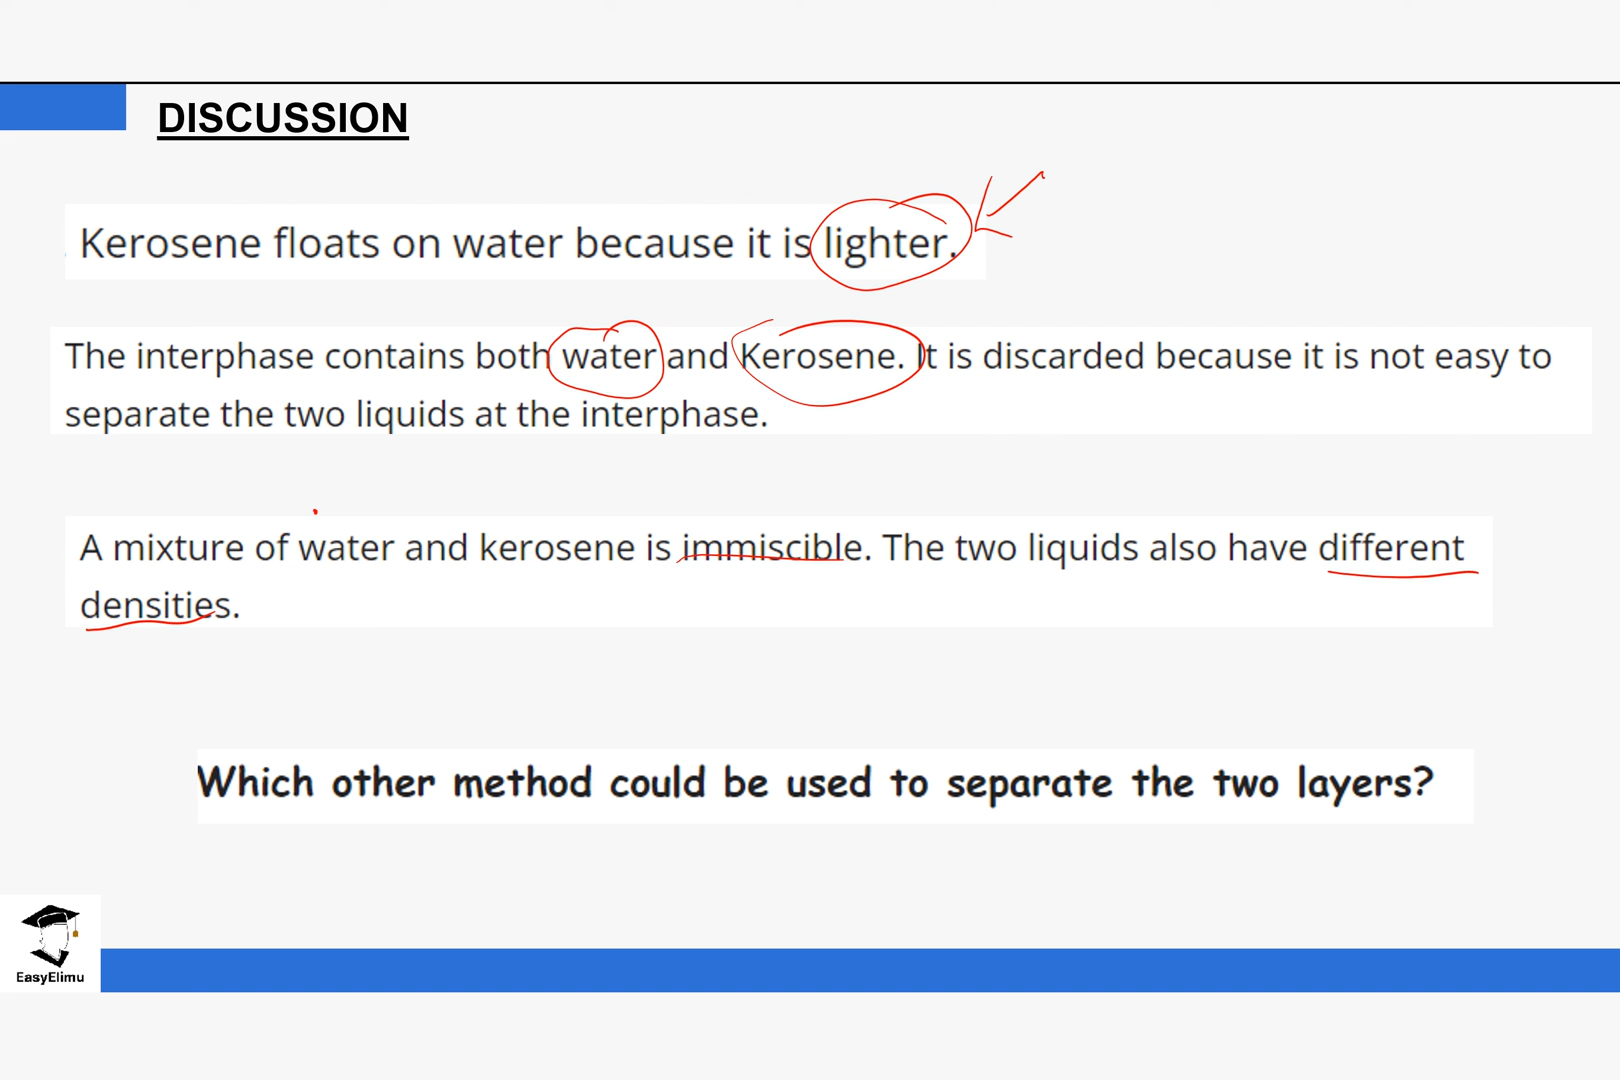 DISCUSSION
. Kerosene floats on water because it is lighter.
The interphase contains both water and Kerosene. It is discarded because it is not easy to
separate the two liquids at the interphase.
A mixture of water and kerosene is immiscible. The two liquids also have different
densities.
Which other method could be used to separate the two layers?
EasyElimu